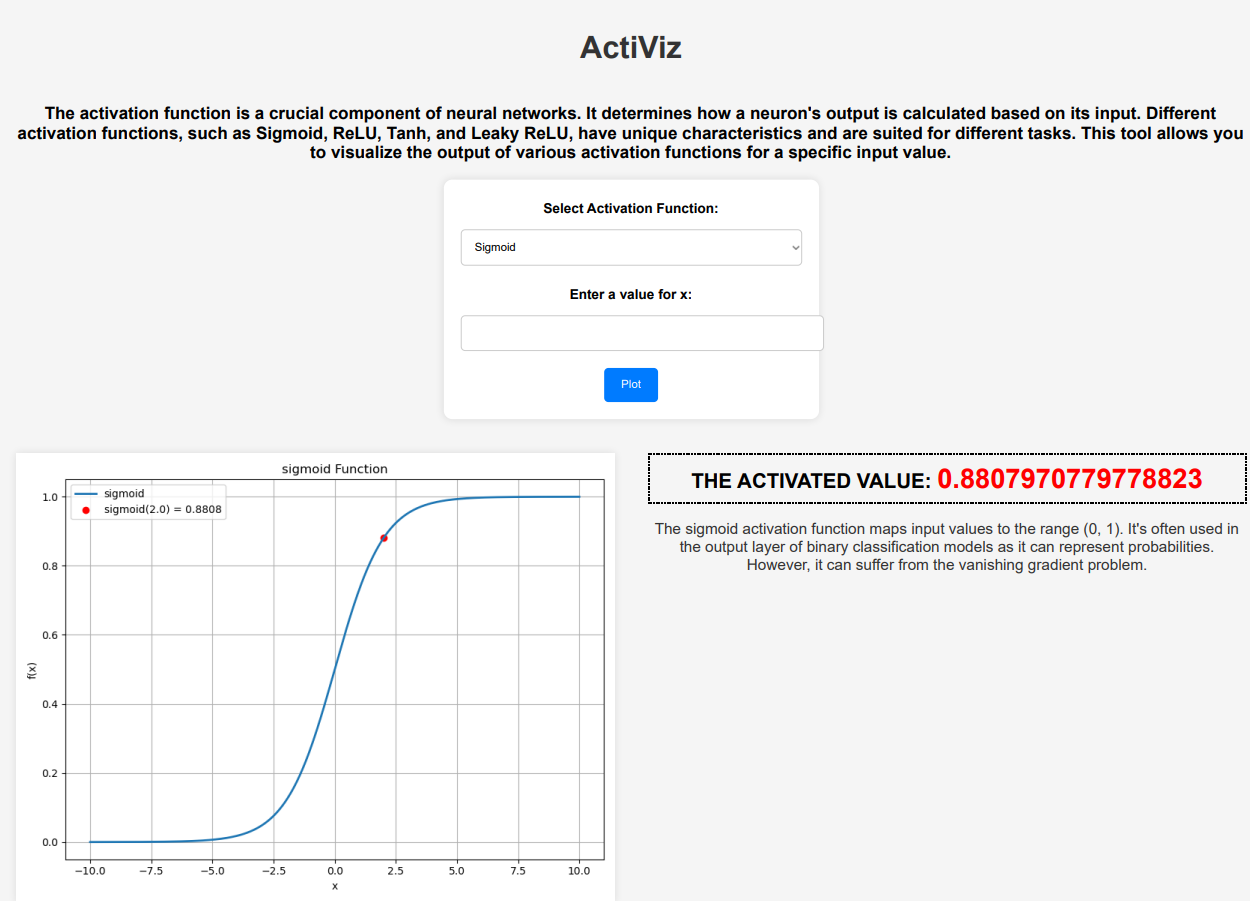 ActiViz
The activation function is a crucial component of neural networks. It determines how a neuron's output is calculated based on its input. Different
activation functions, such as Sigmoid, ReLU, Tanh, and Leaky ReLU, have unique characteristics and are suited for different tasks. This tool allows you
to visualize the output of various activation functions for a specific input value.
Select Activation Function:
Sigmoid
Enter a value for x:
Plot
sigmoid Function
sigmoid
sigmoid(2.0) = 0.8808
1.0
0.8
0.6
0.4
0.2
0.0
f(x)
−10.0 −7.5 −5.0 −2.5 0.0 2.5 5.0 7.5 10.0
x
THE ACTIVATED VALUE: 0.8807970779778823
The sigmoid activation function maps input values to the range (0, 1). It's often used in
the output layer of binary classification models as it can represent probabilities.
However, it can suffer from the vanishing gradient problem.